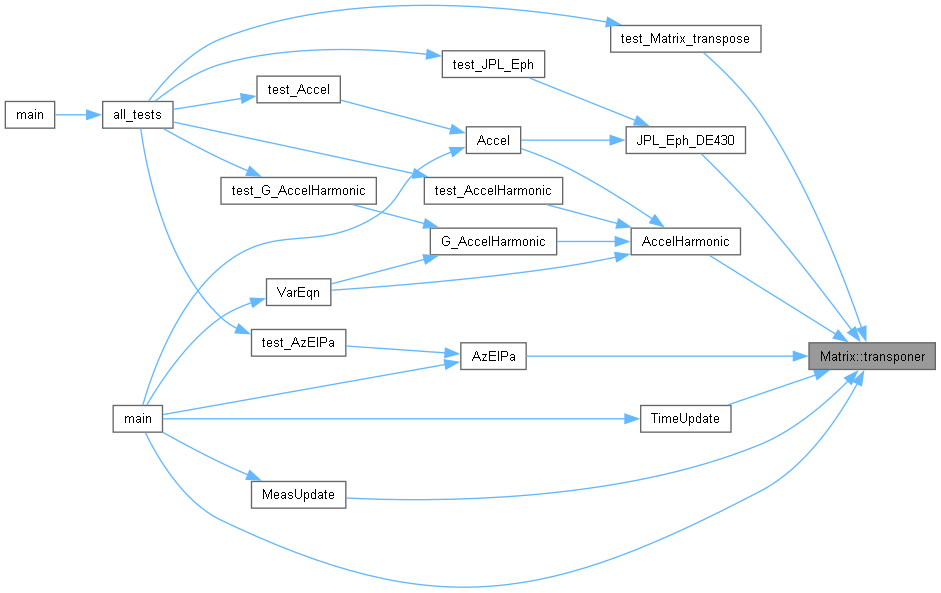 test_Matrix_transpose
test_JPL_Eph
test_Accel
main
all_tests
Accel
JPL_Eph_DE430
test_G_AccelHarmonic
test_AccelHarmonic
G_AccelHarmonic
AccelHarmonic
VarEqn
test_AzElPa
AzElPa
Matrix::transponer
main
TimeUpdate
MeasUpdate